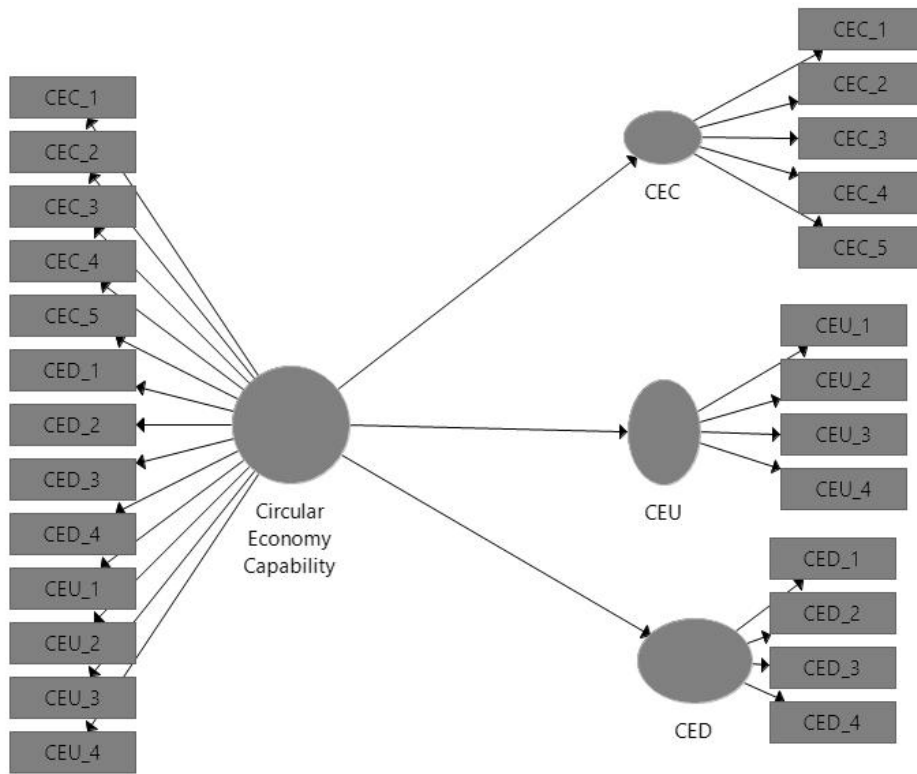 CEC_1
CEC_2
CEC_3
CEC_4
CEC_5
CED_1
CED_2
CED_3
CED_4
CEU_1
CEU_2
CEU_3
CEU_4
Circular
Economy
Capability
CEC
CEC_1
CEC_2
CEC_3
CEC_4
CEC_5
CEU
CEU_1
CEU_2
CEU_3
CEU_4
CED
CED_1
CED_2
CED_3
CED_4